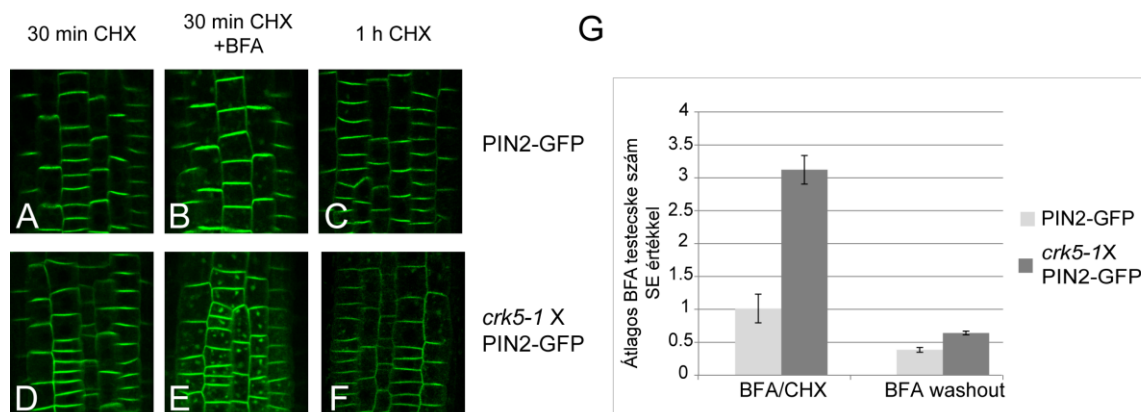 30 min CHX
30 min CHX
+BFA
1 h CHX
A
B
C
PIN2-GFP
D
E
F
crk5-1 X
PIN2-GFP
G
Átlagos BFA testecske szám
SE értékkel
4
3.5
3
2.5
2
1.5
1
0.5
0
BFA/CHX
BFA washout
PIN2-GFP
crk5-1X
PIN2-GFP